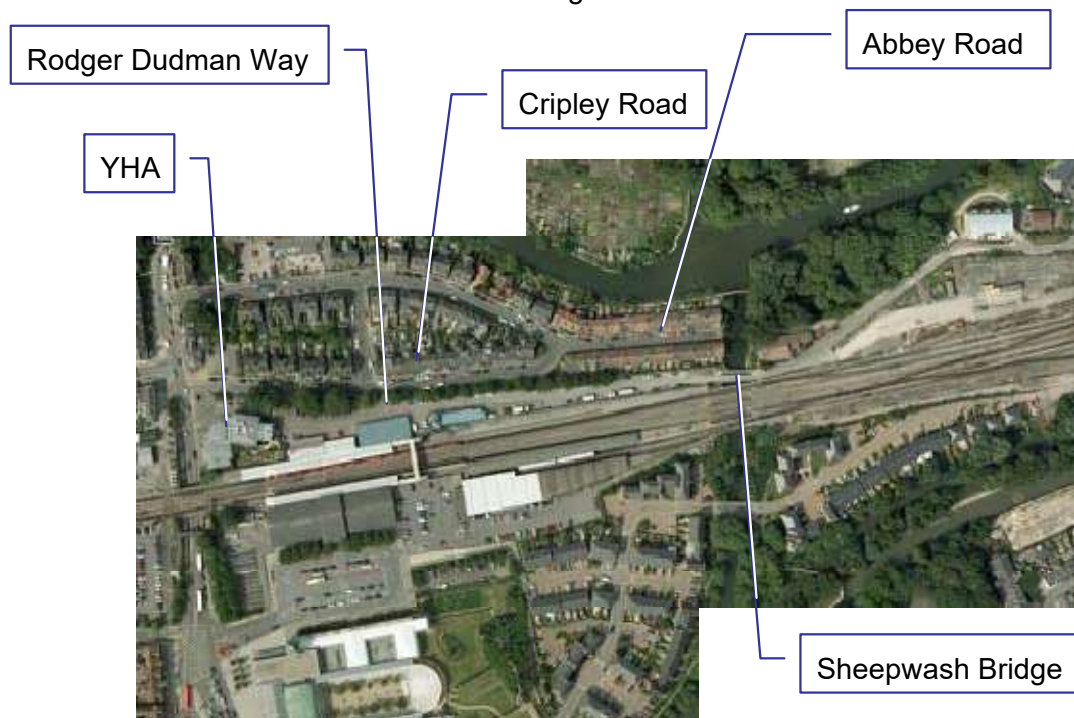 Abbey Road
Rodger Dudman Way
Cripley Road
YHA
Sheepwash Bridge